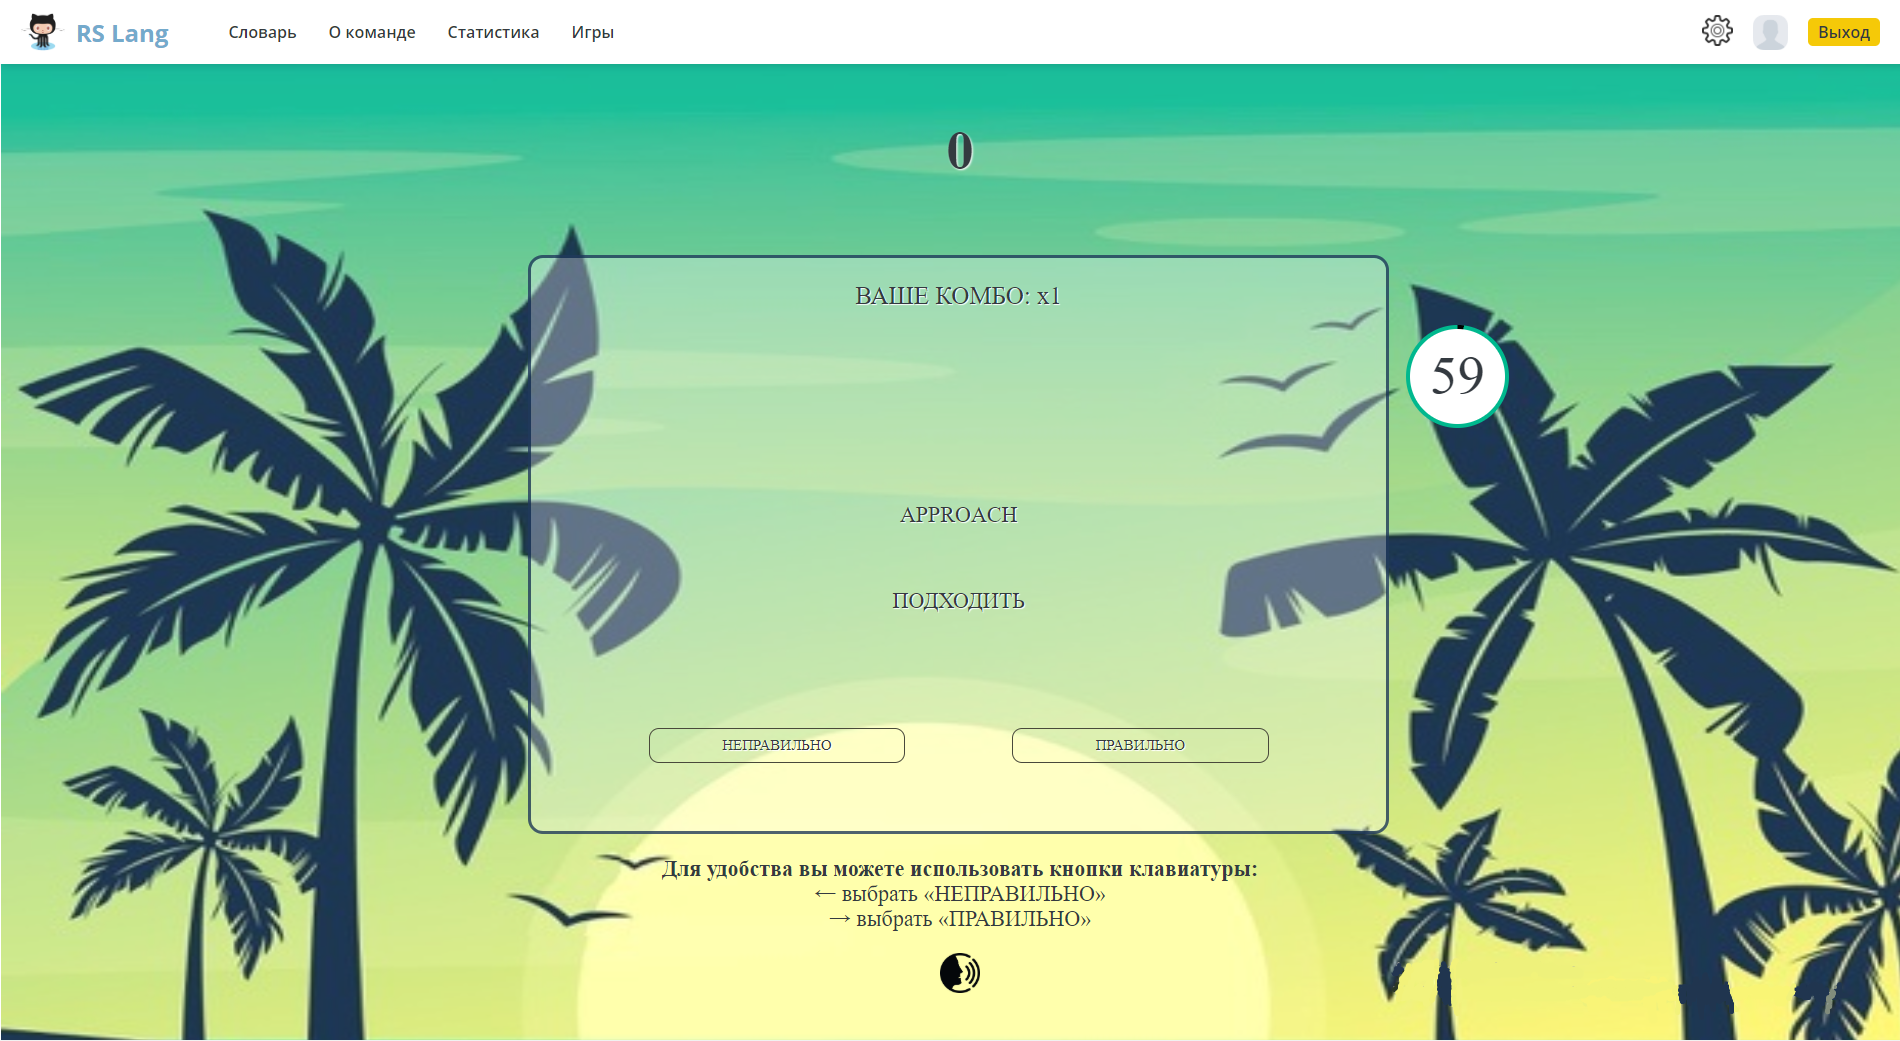 RS Lang Словарь О команде Статистика Игры Выход
0
ВАШЕ КОМБО: x1
59
APPROACH
ПОДХОДИТЬ
НЕПРАВИЛЬНО ПРАВИЛЬНО
Для удобства вы можете использовать кнопки клавиатуры:
← выбрать «НЕПРАВИЛЬНО»
→ выбрать «ПРАВИЛЬНО»